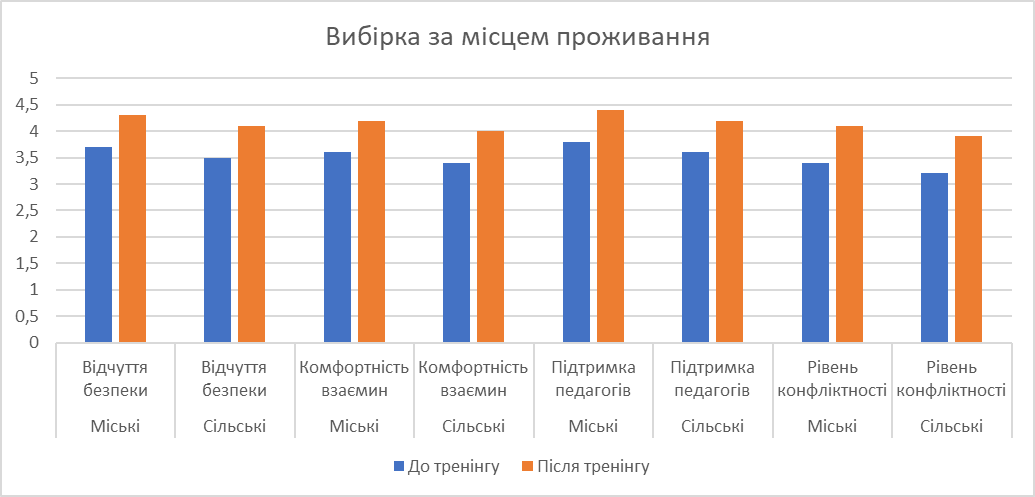 Вибірка за місцем проживання
5
4,5
4
3,5
3
2,5
2
1,5
1
0,5
0
Відчуття безпеки
Відчуття безпеки
Комфортність взаємин
Комфортність взаємин
Підтримка педагогів
Підтримка педагогів
Рівень конфліктності
Рівень конфліктності
Міські
Сільські
Міські
Сільські
Міські
Сільські
Міські
Сільські
До тренінгу
Після тренінгу